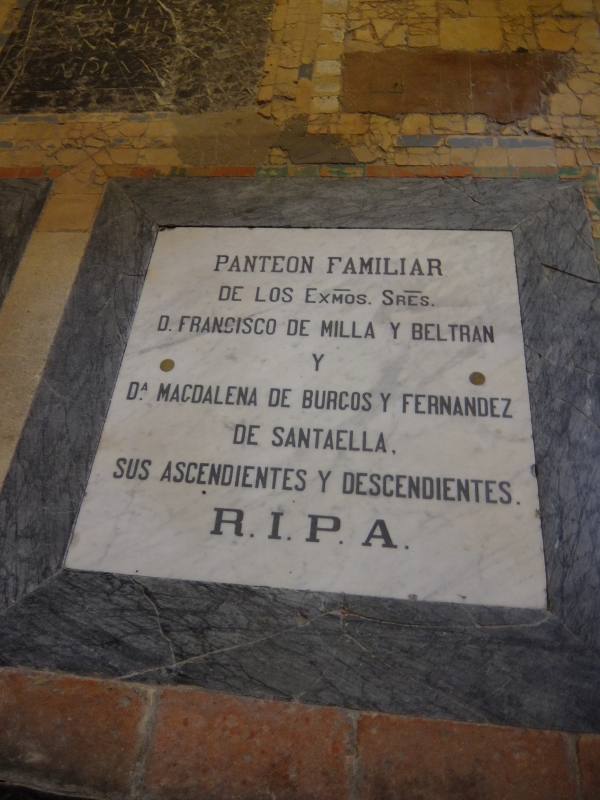 PANTEON FAMILIAR
DE LOS EXMOS. SRES.
D. FRANCISCO DE MILLA Y BELTRAN
Y
Dª MAGDALENA DE BURGOS Y FERNANDEZ
DE SANTAELLA,
SUS ASCENDIENTES Y DESCENDIENTES.
R.I.P.A.